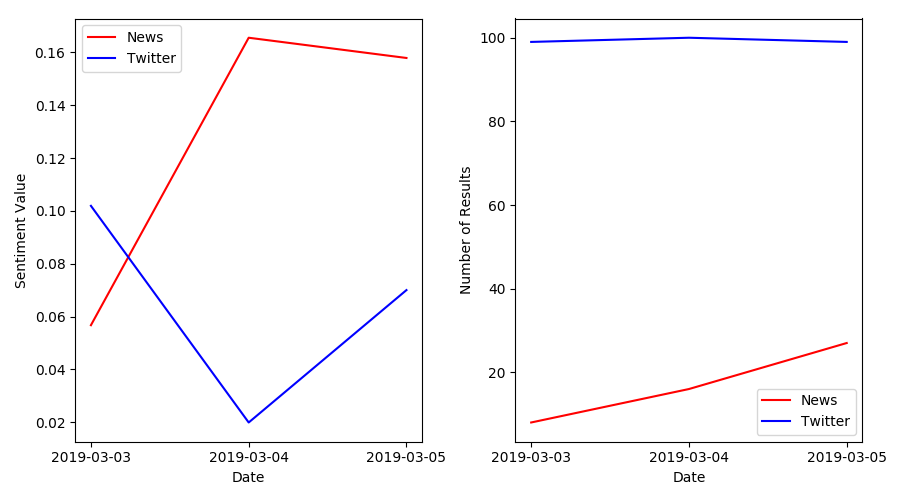 News
Twitter
0.16
0.14
0.12
0.10
0.08
0.06
0.04
0.02
Sentiment Value
2019-03-03
2019-03-04
2019-03-05
Date
100
80
60
40
20
Number of Results
News
Twitter
2019-03-03
2019-03-04
2019-03-05
Date